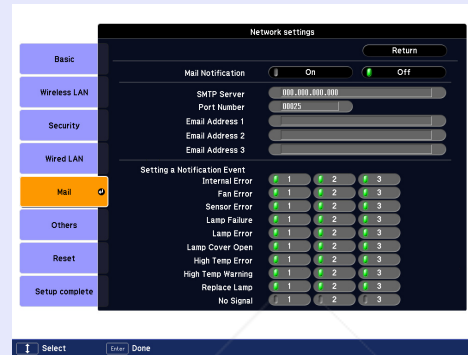 Network settings
Return
Basic
Mail Notification On Off
Wireless LAN
SMTP Server 000.000.000.000
Port Number 00025
Security
Email Address 1
Email Address 2
Email Address 3
Wired LAN
Setting a Notification Event
Internal Error 1 2 3
Mail
Fan Error 1 2 3
Sensor Error 1 2 3
Lamp Failure 1 2 3
Others
Lamp Error 1 2 3
Lamp Cover Open 1 2 3
Reset
High Temp Error 1 2 3
High Temp Warning 1 2 3
Setup complete
Replace Lamp 1 2 3
No Signal 1 2 3
Select Enter Done